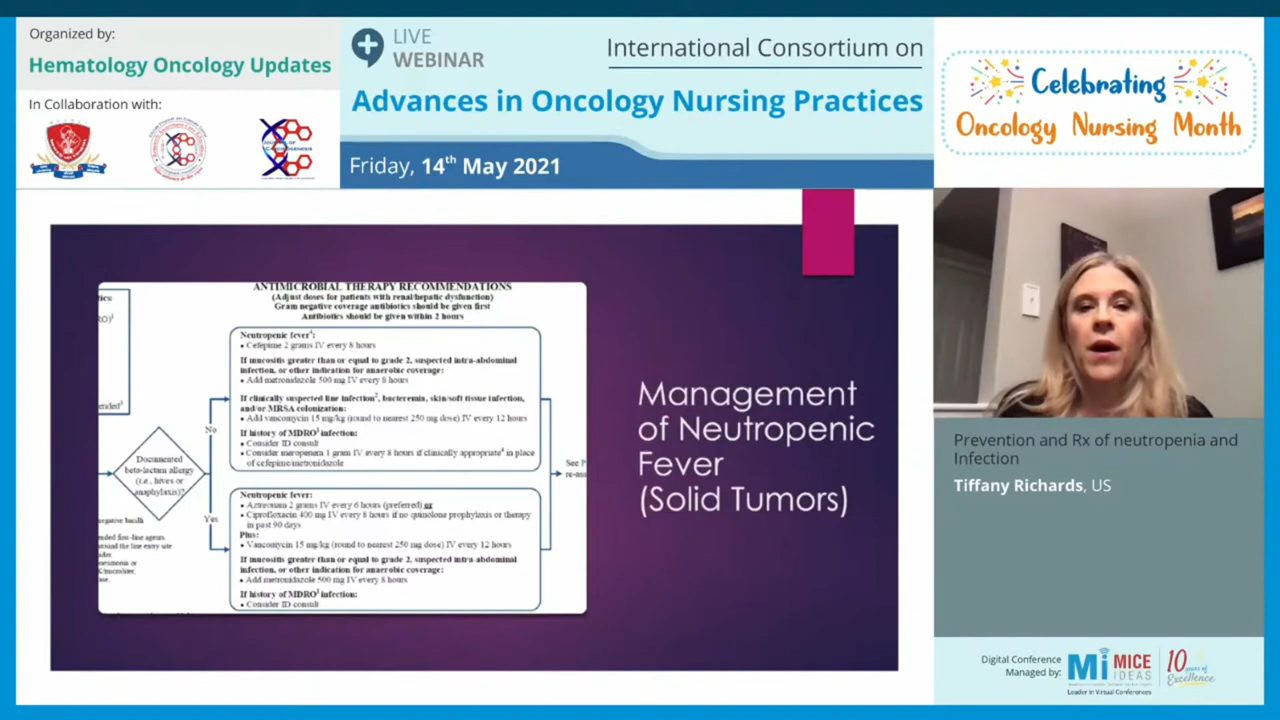 Organized by:
Hematology Oncology Updates
In Collaboration with:
LIVE
WEBINAR
International Consortium on
Advances in Oncology Nursing Practices
Friday, 14th May 2021
Celebrating
Oncology Nursing Month
ANTIMICROBIAL THERAPY RECOMMENDATIONS
(Adjust doses for patients with renal/hepatic dysfunction)
Gram negative coverage antibiotics should be given first
Antibiotics should be given within 2 hours
Neutropenic fever:
• Cefepime 2 grams IV every 8 hours
If mucositis greater than or equal to grade 2, suspected intra-abdominal
infection, or other indication for anaerobic coverage:
• Add metronidazole 500 mg IV every 8 hours
If clinically suspected line infection, bacteremia, skin/soft tissue infection,
and/or MRSA colonization:
• Add vancomycin 15 mg/kg (round to nearest 250 mg dose) IV every 12 hours
If history of MDRO infection:
• Consider ID consult
• Consider meropenem 1 gram IV every 8 hours if clinically appropriate in place
of cefepime/metronidazole
No
Documented
beta-lactam allergy
(i.e., hives or
anaphylaxis)?
Yes
See
Neutropenic fever:
• Aztreonam 2 grams IV every 6 hours (preferred) or
• Ciprofloxacin 400 mg IV every 8 hours if no quinolone prophylaxis or therapy
in past 90 days
Plus:
• Vancomycin 15 mg/kg (round to nearest 250 mg dose) IV every 12 hours
If mucositis greater than or equal to grade 2, suspected intra-abdominal
infection, or other indication for anaerobic coverage:
• Add metronidazole 500 mg IV every 8 hours
If history of MDRO infection:
• Consider ID consult
Management
of Neutropenic
Fever
(Solid Tumors)
Prevention and Rx of neutropenia and
Infection
Tiffany Richards, US
Digital Conference
Managed by:
Mi MICE
IDEAS
Leader in Virtual Conferences
10 years of
Excellence